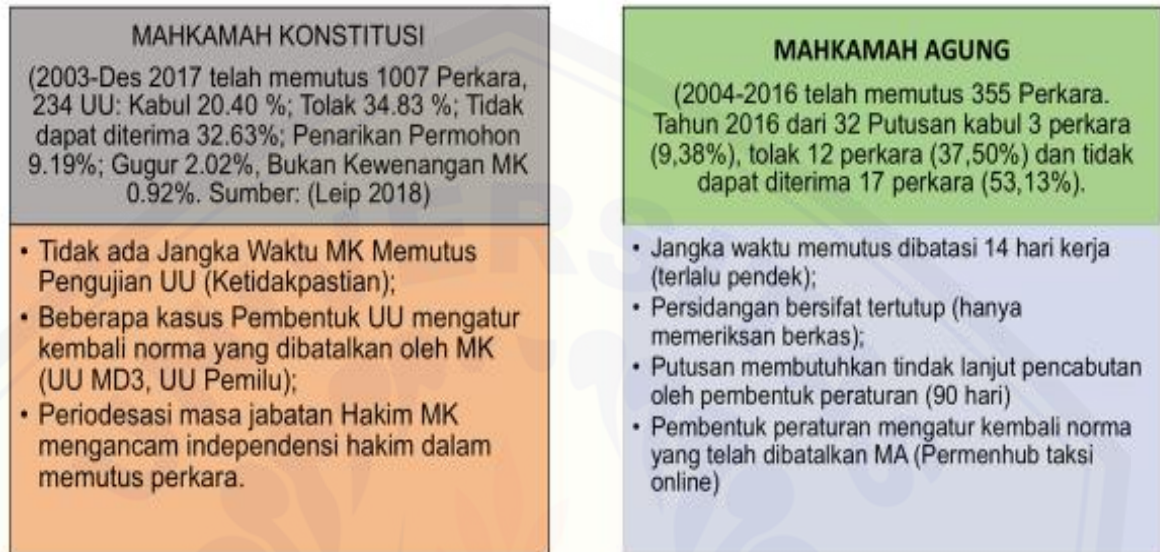 MAHKAMAH KONSTITUSI
(2003-Des 2017 telah memutus 1007 Perkara,
234 UU: Kabul 20.40 %; Tolak 34.83 %; Tidak
dapat diterima 32.63%; Penarikan Permohon
9.19%; Gugur 2.02%, Bukan Kewenangan MK
0.92%. Sumber: (Leip 2018)
• Tidak ada Jangka Waktu MK Memutus
Pengujian UU (Ketidakpastian);
• Beberapa kasus Pembentuk UU mengatur
kembali norma yang dibatalkan oleh MK
(UU MD3, UU Pemilu);
• Periodesasi masa jabatan Hakim MK
mengancam independensi hakim dalam
memutus perkara.
MAHKAMAH AGUNG
(2004-2016 telah memutus 355 Perkara.
Tahun 2016 dari 32 Putusan kabul 3 perkara
(9,38%), tolak 12 perkara (37,50%) dan tidak
dapat diterima 17 perkara (53,13%).
• Jangka waktu memutus dibatasi 14 hari kerja
(terlalu pendek);
• Persidangan bersifat tertutup (hanya
memeriksan berkas);
• Putusan membutuhkan tindak lanjut pencabutan
oleh pembentuk peraturan (90 hari)
• Pembentuk peraturan mengatur kembali norma
yang telah dibatalkan MA (Permenhub taksi
online)